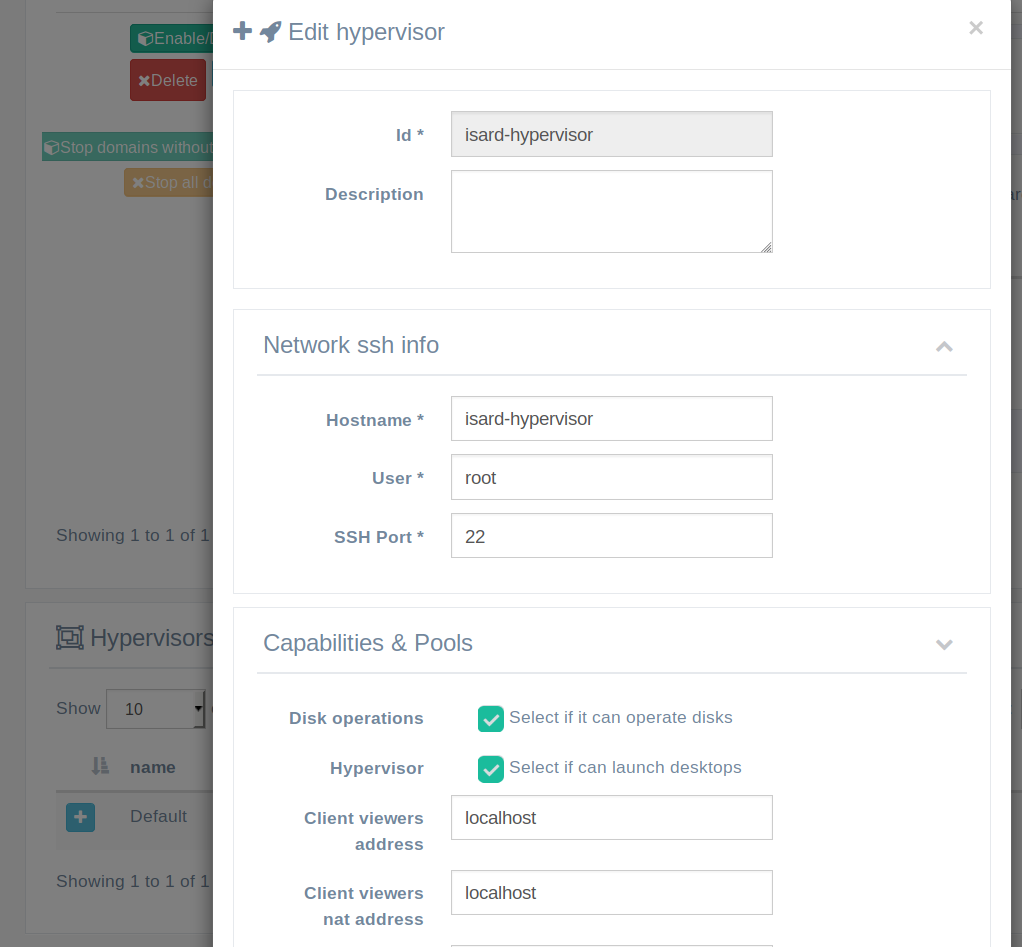 Edit hypervisor
×
Id *
isard-hypervisor
Description
Network ssh info
Hostname *
isard-hypervisor
User *
root
SSH Port *
22
Capabilities & Pools
Disk operations
Select if it can operate disks
Hypervisor
Select if can launch desktops
Client viewers
address
localhost
Client viewers
nat address
localhost
Enable/
Delete
Stop domains without
Stop all d
Showing 1 to 1 of 1
Hypervisors
Show 10
name
Default
Showing 1 to 1 of 1